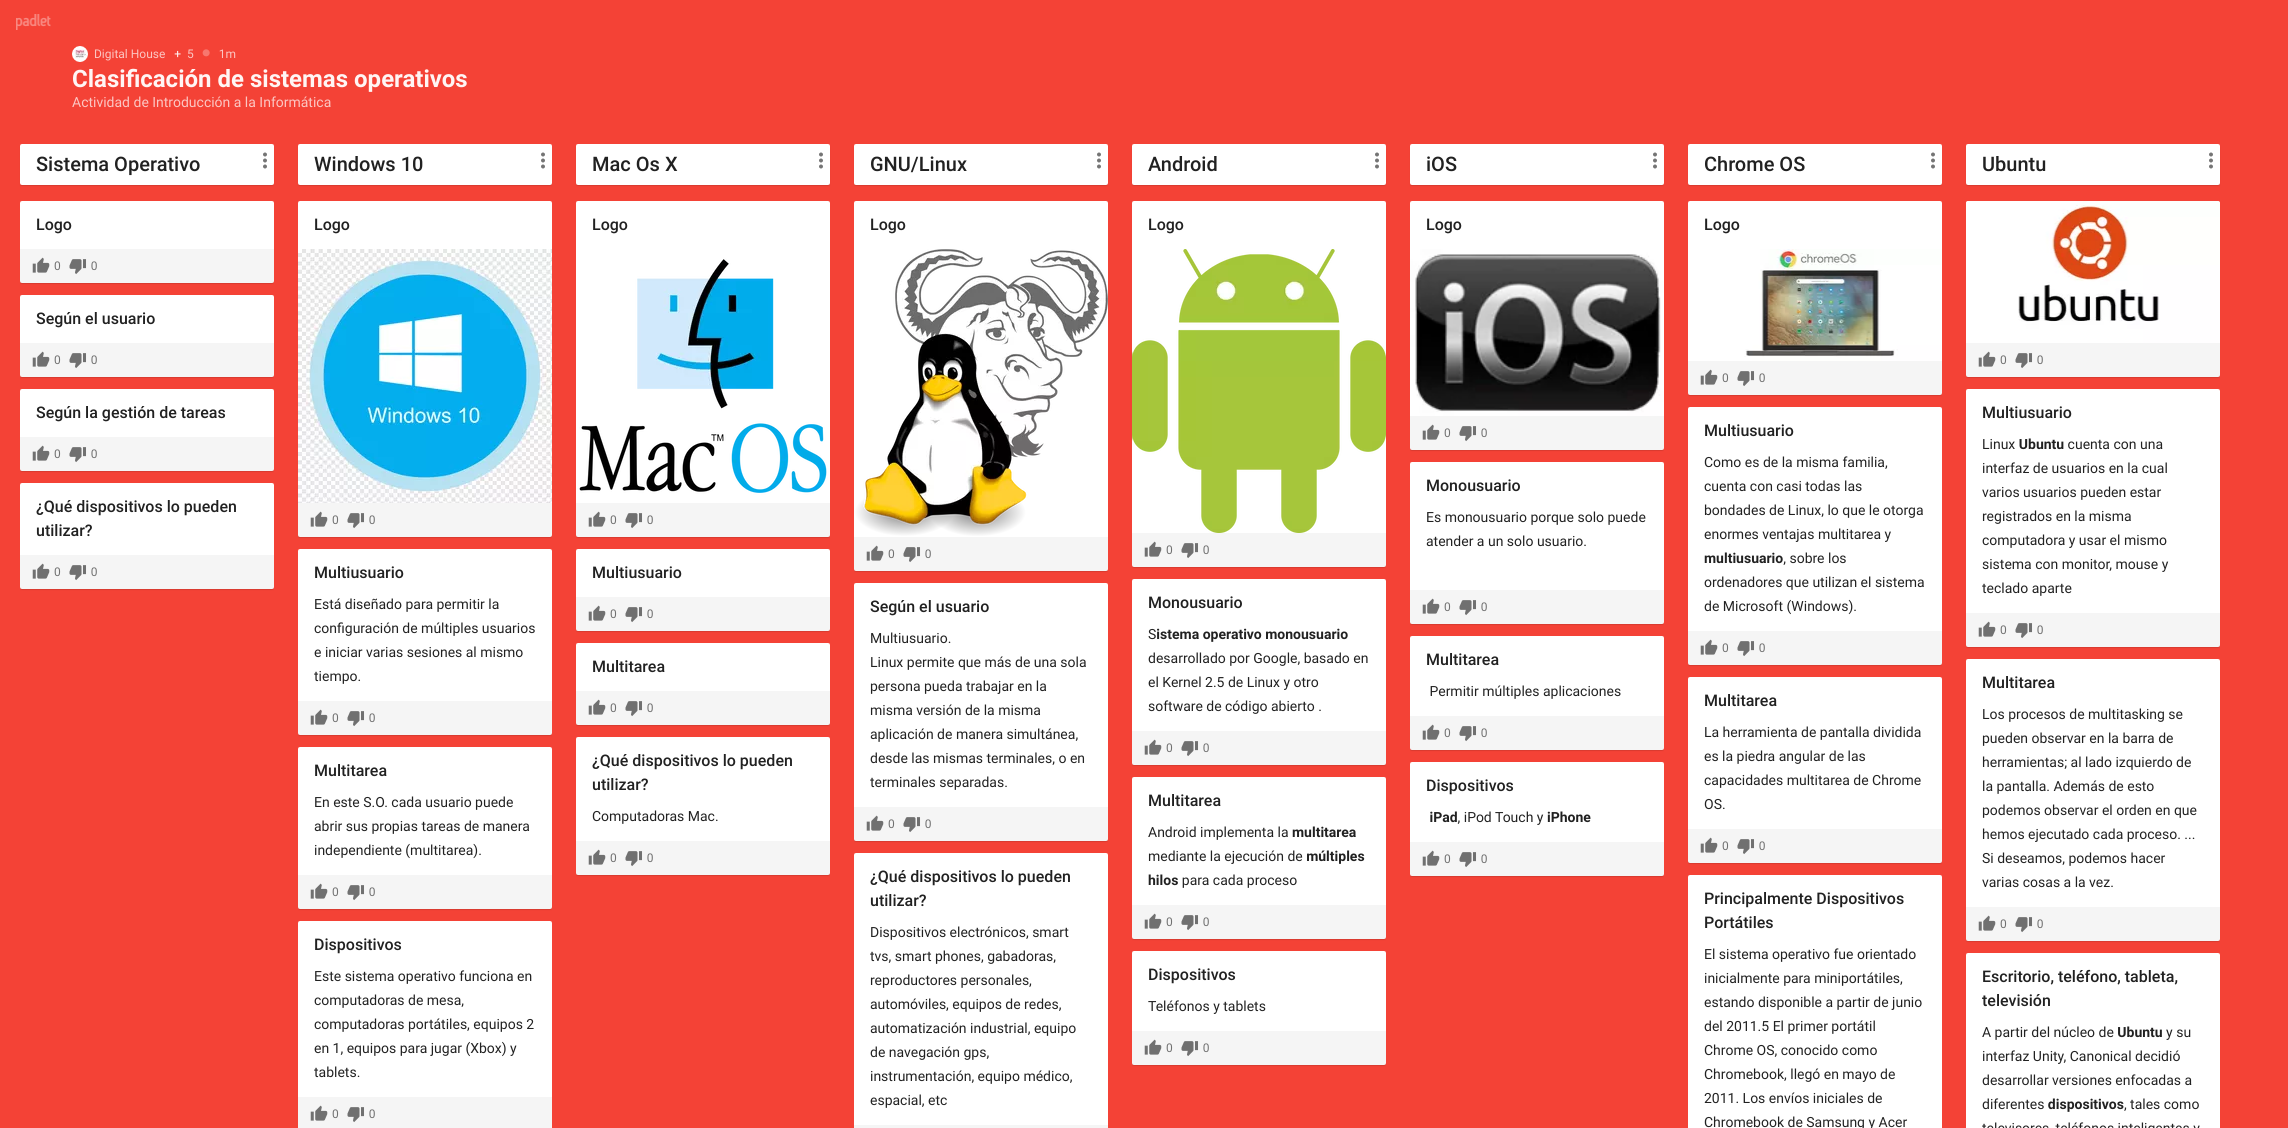 padlet
Digital House + 5 1m
Clasificación de sistemas operativos
Actividad de Introducción a la Informática
Sistema Operativo
Logo
0 0
Según el usuario
0 0
Según la gestión de tareas
0 0
¿Qué dispositivos lo pueden
utilizar?
0 0
Windows 10
Logo
Windows 10
0 0
Multiusuario
Está diseñado para permitir la
configuración de múltiples usuarios
e iniciar varias sesiones al mismo
tiempo.
0 0
Multitarea
En este S.O. cada usuario puede
abrir sus propias tareas de manera
independiente (multitarea).
0 0
Dispositivos
Este sistema operativo funciona en
computadoras de mesa,
computadoras portátiles, equipos 2
en 1, equipos para jugar (Xbox) y
tablets.
0 0
Mac Os X
Logo
Mac™ OS
0 0
Multiusuario
0 0
Multitarea
0 0
¿Qué dispositivos lo pueden
utilizar?
Computadoras Mac.
0 0
GNU/Linux
Logo
0 0
Según el usuario
Multiusuario.
Linux permite que más de una sola
persona pueda trabajar en la
misma versión de la misma
aplicación de manera simultánea,
desde las mismas terminales, o en
terminales separadas.
0 0
¿Qué dispositivos lo pueden
utilizar?
Dispositivos electrónicos, smart
tvs, smart phones, gabadoras,
reproductores personales,
automóviles, equipos de redes,
automatización industrial, equipo
de navegación gps,
instrumentación, equipo médico,
espacial, etc
Android
Logo
0 0
Monousuario
Sistema operativo monousuario
desarrollado por Google, basado en
el Kernel 2.5 de Linux y otro
software de código abierto .
0 0
Multitarea
Android implementa la multitarea
mediante la ejecución de múltiples
hilos para cada proceso
0 0
Dispositivos
Teléfonos y tablets
0 0
iOS
Logo
iOS
0 0
Monousuario
Es monousuario porque solo puede
atender a un solo usuario.
0 0
Multitarea
Permitir múltiples aplicaciones
0 0
Dispositivos
iPad, iPod Touch y iPhone
0 0
Chrome OS
Logo
chromeOS
0 0
Multiusuario
Como es de la misma familia,
cuenta con casi todas las
bondades de Linux, lo que le otorga
enormes ventajas multitarea y
multiusuario, sobre los
ordenadores que utilizan el sistema
de Microsoft (Windows).
0 0
Multitarea
La herramienta de pantalla dividida
es la piedra angular de las
capacidades multitarea de Chrome
OS.
0 0
Principalmente Dispositivos
Portátiles
El sistema operativo fue orientado
inicialmente para miniportátiles,
estando disponible a partir de junio
del 2011.5 El primer portátil
Chrome OS, conocido como
Chromebook, llegó en mayo de
2011. Los envíos iniciales de
Chromebook de Samsung y Acer
Ubuntu
ubuntu
0 0
Multiusuario
Linux Ubuntu cuenta con una
interfaz de usuarios en la cual
varios usuarios pueden estar
registrados en la misma
computadora y usar el mismo
sistema con monitor, mouse y
teclado aparte
0 0
Multitarea
Los procesos de multitasking se
pueden observar en la barra de
herramientas; al lado izquierdo de
la pantalla. Además de esto
podemos observar el orden en que
hemos ejecutado cada proceso. ...
Si deseamos, podemos hacer
varias cosas a la vez.
0 0
Escritorio, teléfono, tableta,
televisión
A partir del núcleo de Ubuntu y su
interfaz Unity, Canonical decidió
desarrollar versiones enfocadas a
diferentes dispositivos, tales como
televisores, teléfonos inteligentes y